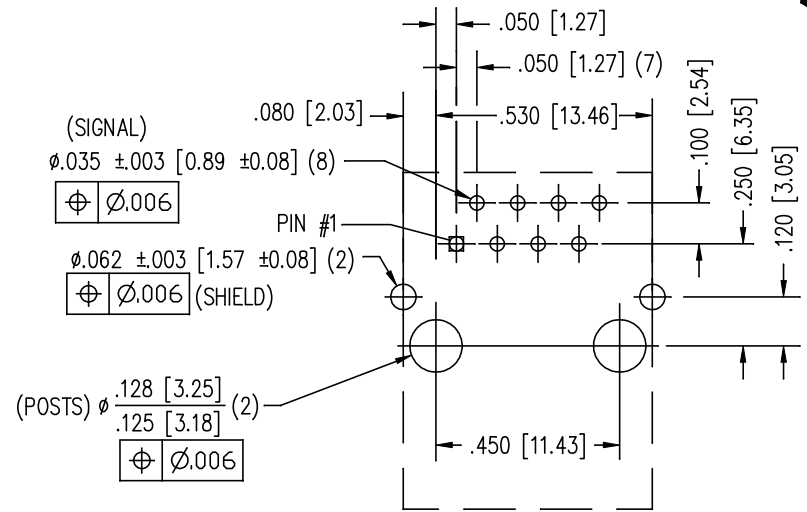 .050 [1.27]
.050 [1.27] (7)
.080 [2.03]
.530 [13.46]
.100 [2.54]
.250 [6.35]
.120 [3.05]
(SIGNAL)
ø.035 ±.003 [0.89 ±0.08] (8)
⌖ Ø.006
PIN #1
ø.062 ±.003 [1.57 ±0.08] (2)
⌖ Ø.006 (SHIELD)
.128 [3.25]
(POSTS) ø (2)
.125 [3.18]
⌖ Ø.006
.450 [11.43]